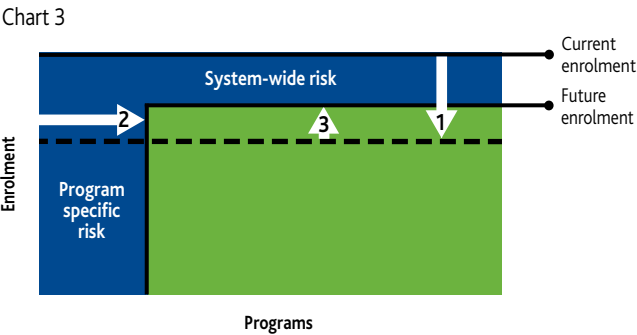 Chart 3
Current
enrolment
System-wide risk
Future
enrolment
2
3
1
Enrolment
Program
specific
risk
Programs